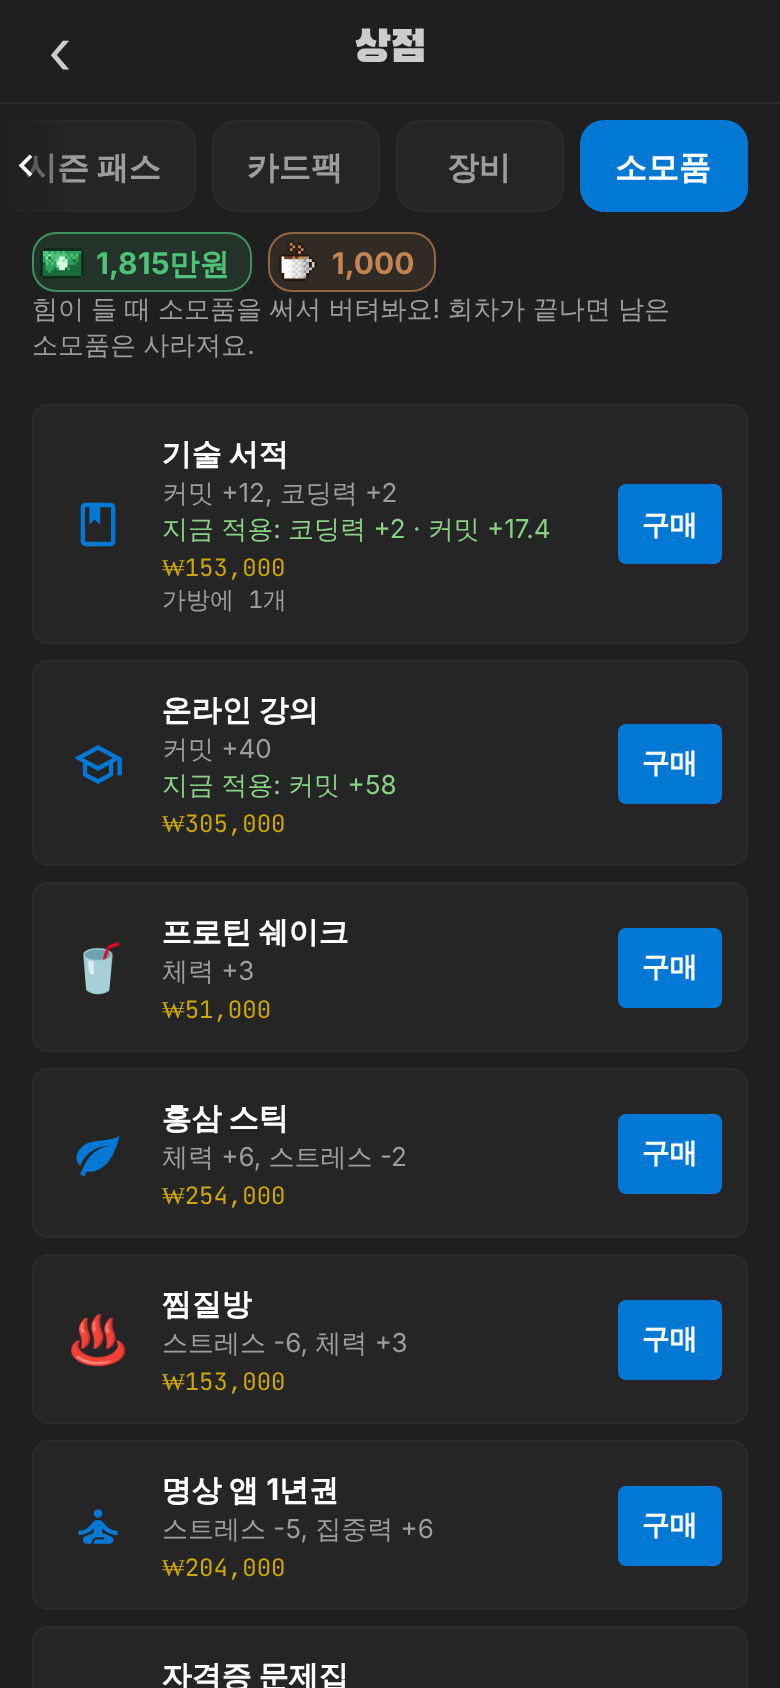 상점
시즌 패스
카드팩
장비
소모품
1,815만원
1,000
힘이 들 때 소모품을 써서 버텨봐요! 회차가 끝나면 남은
소모품은 사라져요.
기술 서적
커밋 +12, 코딩력 +2
지금 적용: 코딩력 +2 · 커밋 +17.4
₩153,000
가방에 1개
구매
온라인 강의
커밋 +40
지금 적용: 커밋 +58
₩305,000
구매
프로틴 쉐이크
체력 +3
₩51,000
구매
홍삼 스틱
체력 +6, 스트레스 -2
₩254,000
구매
찜질방
스트레스 -6, 체력 +3
₩153,000
구매
명상 앱 1년권
스트레스 -5, 집중력 +6
₩204,000
구매
자격증 문제집